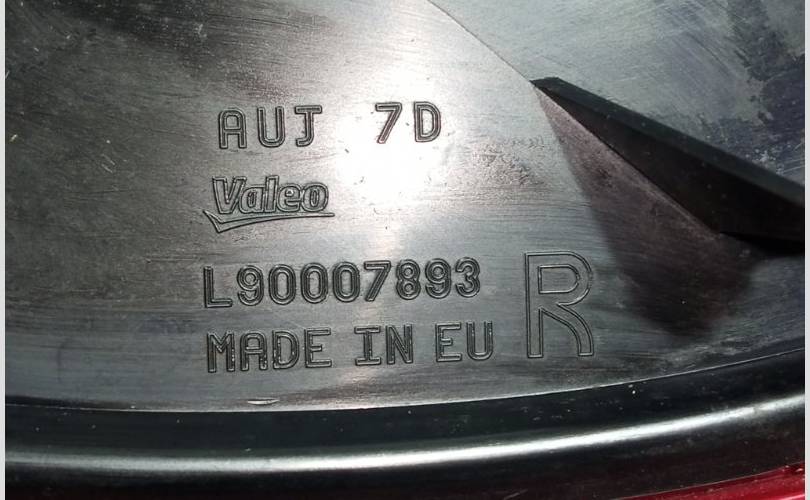 AUJ 7D
Valeo
L90007893
MADE IN EU R